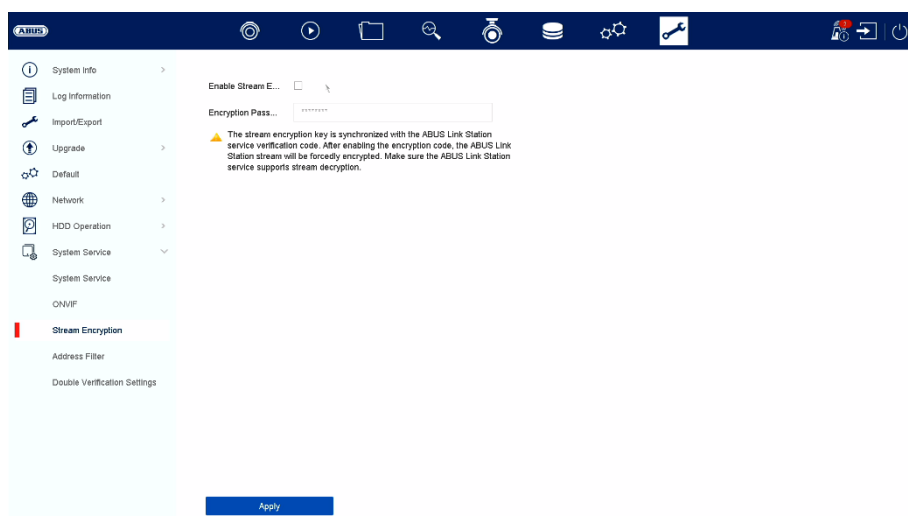 ABUS
System Info
Log Information
Import/Export
Upgrade
Default
Network
HDD Operation
System Service
System Service
ONVIF
Stream Encryption
Address Filter
Double Verification Settings
Enable Stream E...
Encryption Pass...
********
The stream encryption key is synchronized with the ABUS Link Station
service verification code. After enabling the encryption code, the ABUS Link
Station stream will be forcedly encrypted. Make sure the ABUS Link Station
service supports stream decryption.
Apply